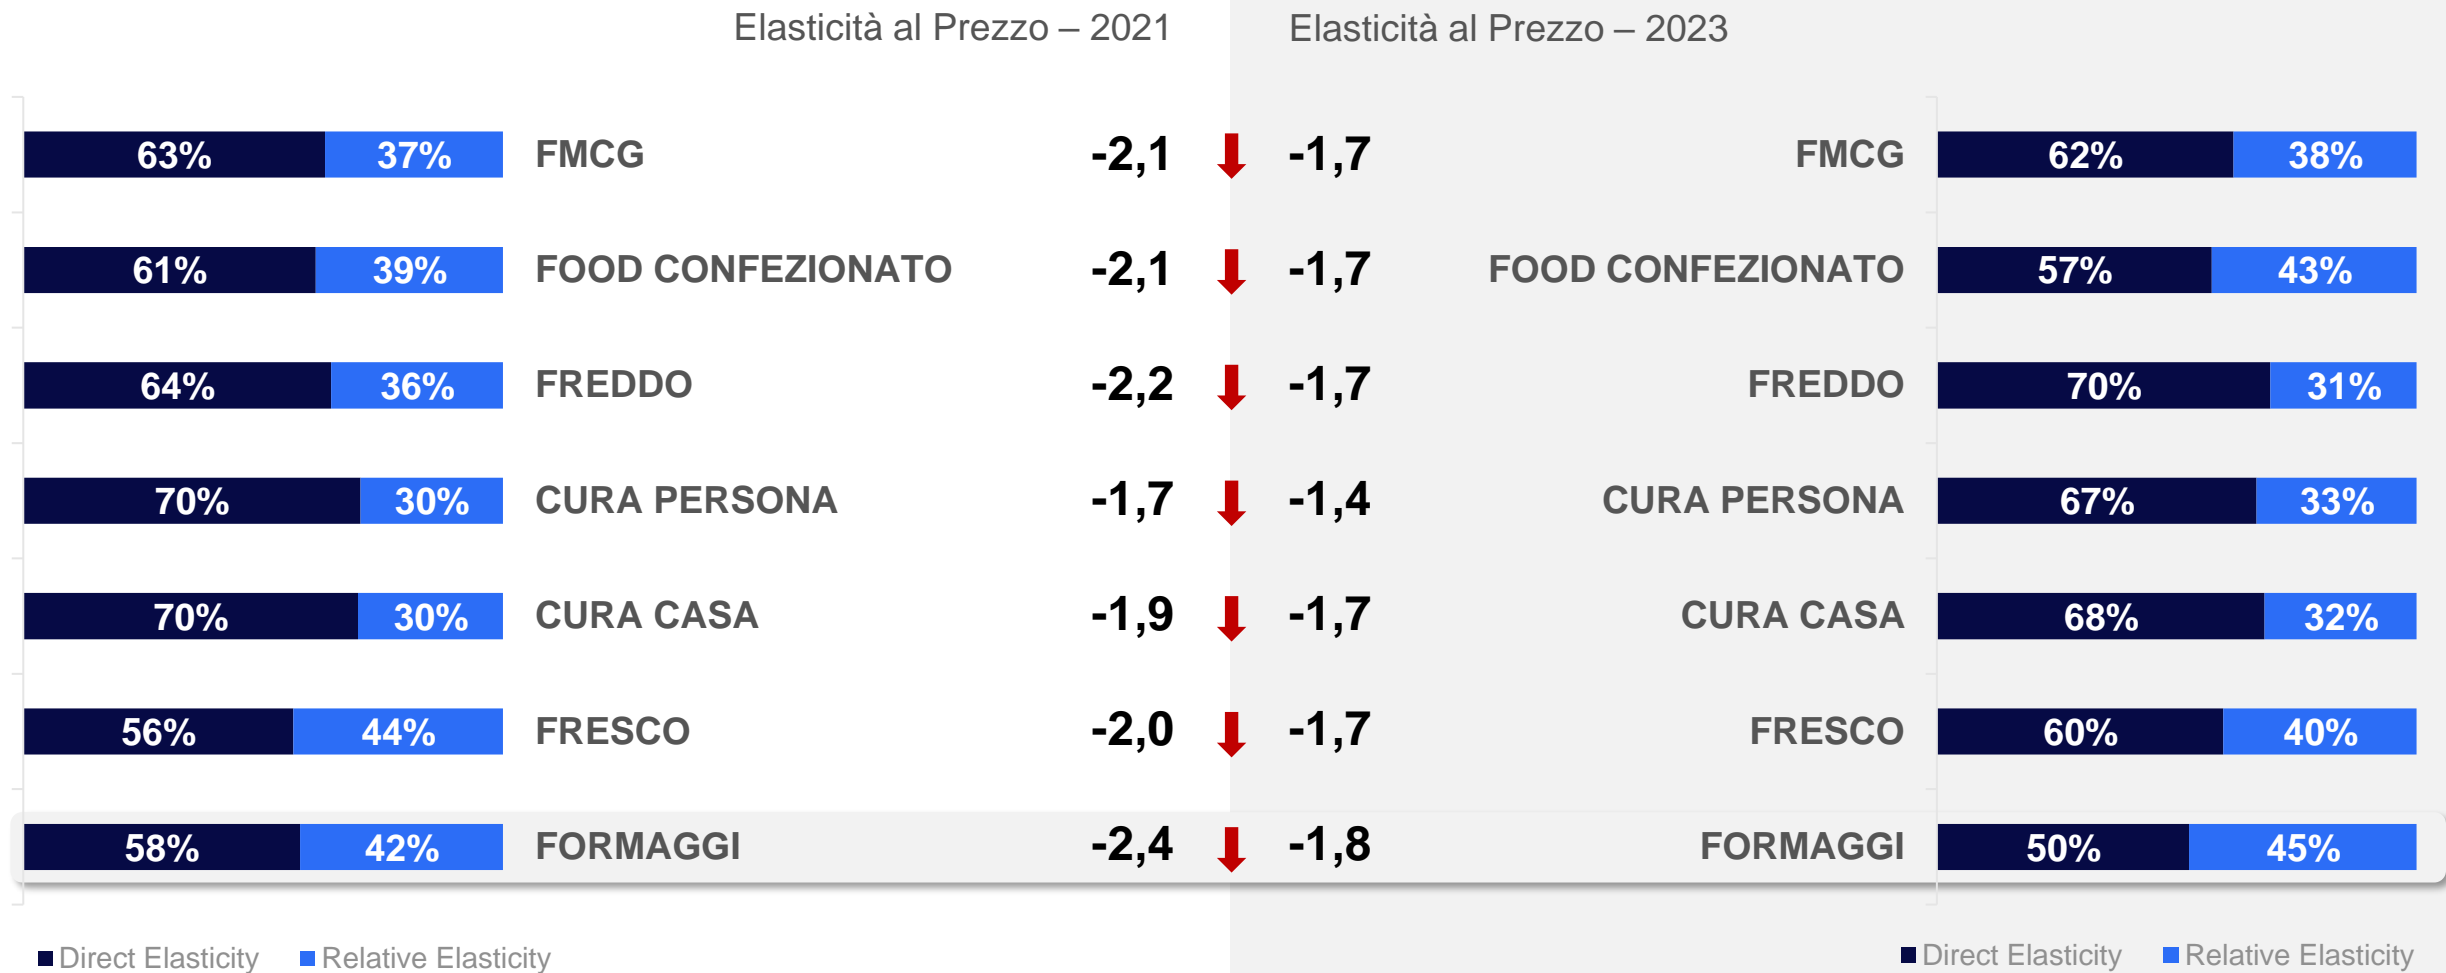 Elasticità al Prezzo – 2021 Elasticità al Prezzo – 2023
63% 37% FMCG -2,1 -1,7 FMCG 62% 38%
61% 39% FOOD CONFEZIONATO -2,1 -1,7 FOOD CONFEZIONATO 57% 43%
64% 36% FREDDO -2,2 -1,7 FREDDO 70% 31%
70% 30% CURA PERSONA -1,7 -1,4 CURA PERSONA 67% 33%
70% 30% CURA CASA -1,9 -1,7 CURA CASA 68% 32%
56% 44% FRESCO -2,0 -1,7 FRESCO 60% 40%
58% 42% FORMAGGI -2,4 -1,8 FORMAGGI 50% 45%
Direct Elasticity Relative Elasticity Direct Elasticity Relative Elasticity